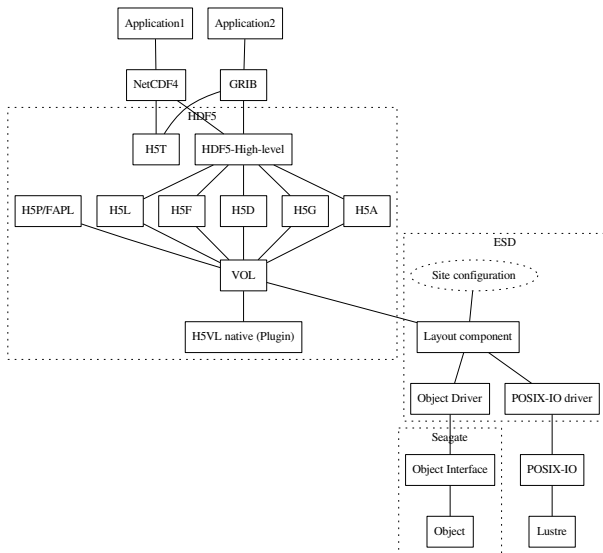 Application1
Application2
NetCDF4
GRIB
HDF5
H5T
HDF5-High-level
H5P/FAPL
H5L
H5F
H5D
H5G
H5A
ESD
VOL
Site configuration
H5VL native (Plugin)
Layout component
Object Driver
POSIX-IO driver
Seagate
Object Interface
POSIX-IO
Object
Lustre